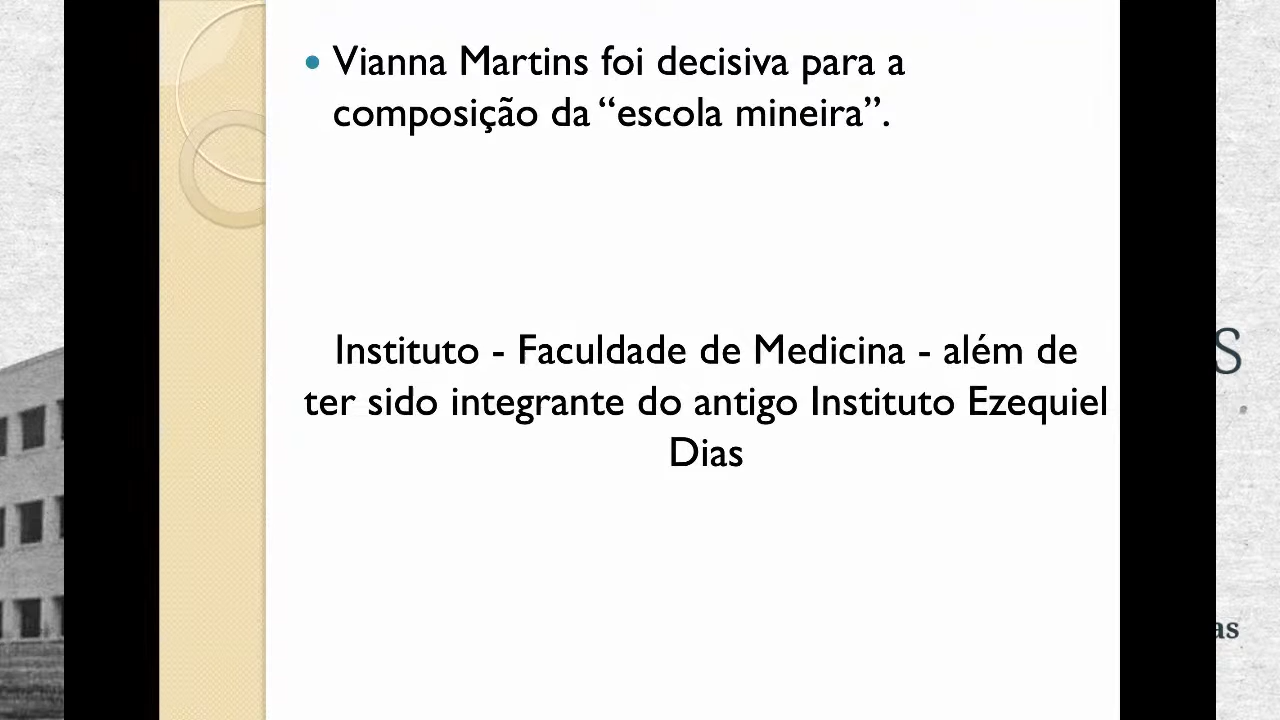 Vianna Martins foi decisiva para a
composição da “escola mineira”.
Instituto - Faculdade de Medicina - além de
ter sido integrante do antigo Instituto Ezequiel
Dias